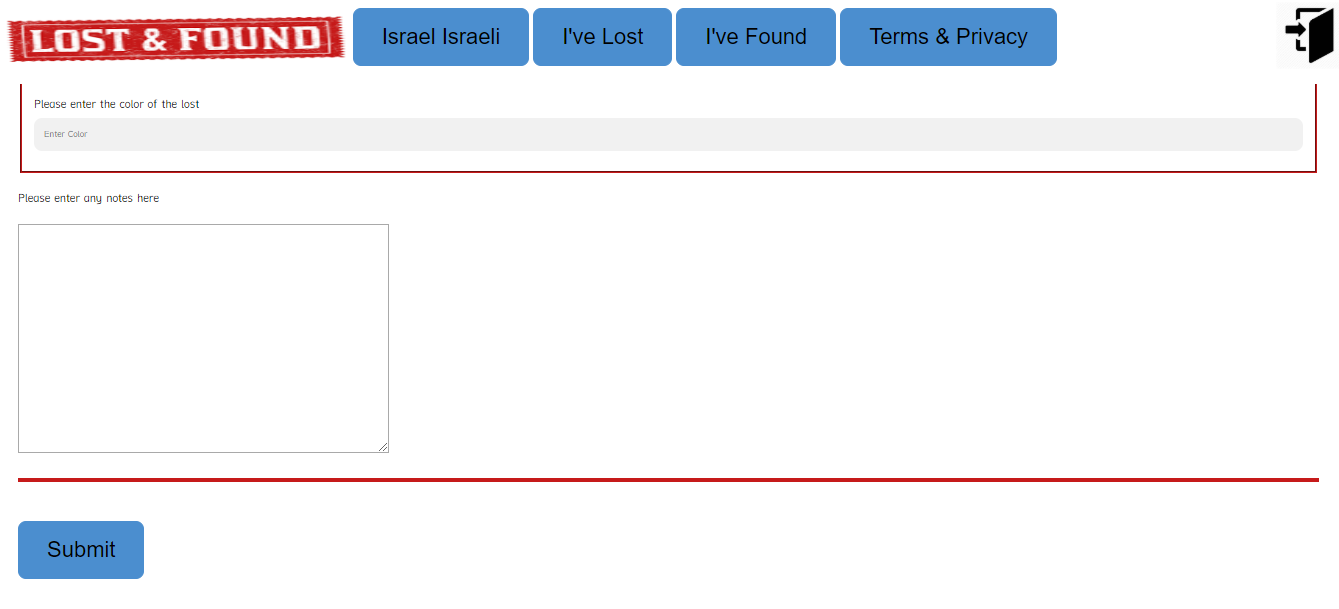 LOST & FOUND
Israel Israeli
I've Lost
I've Found
Terms & Privacy
Please enter the color of the lost
Enter Color
Please enter any notes here
Submit